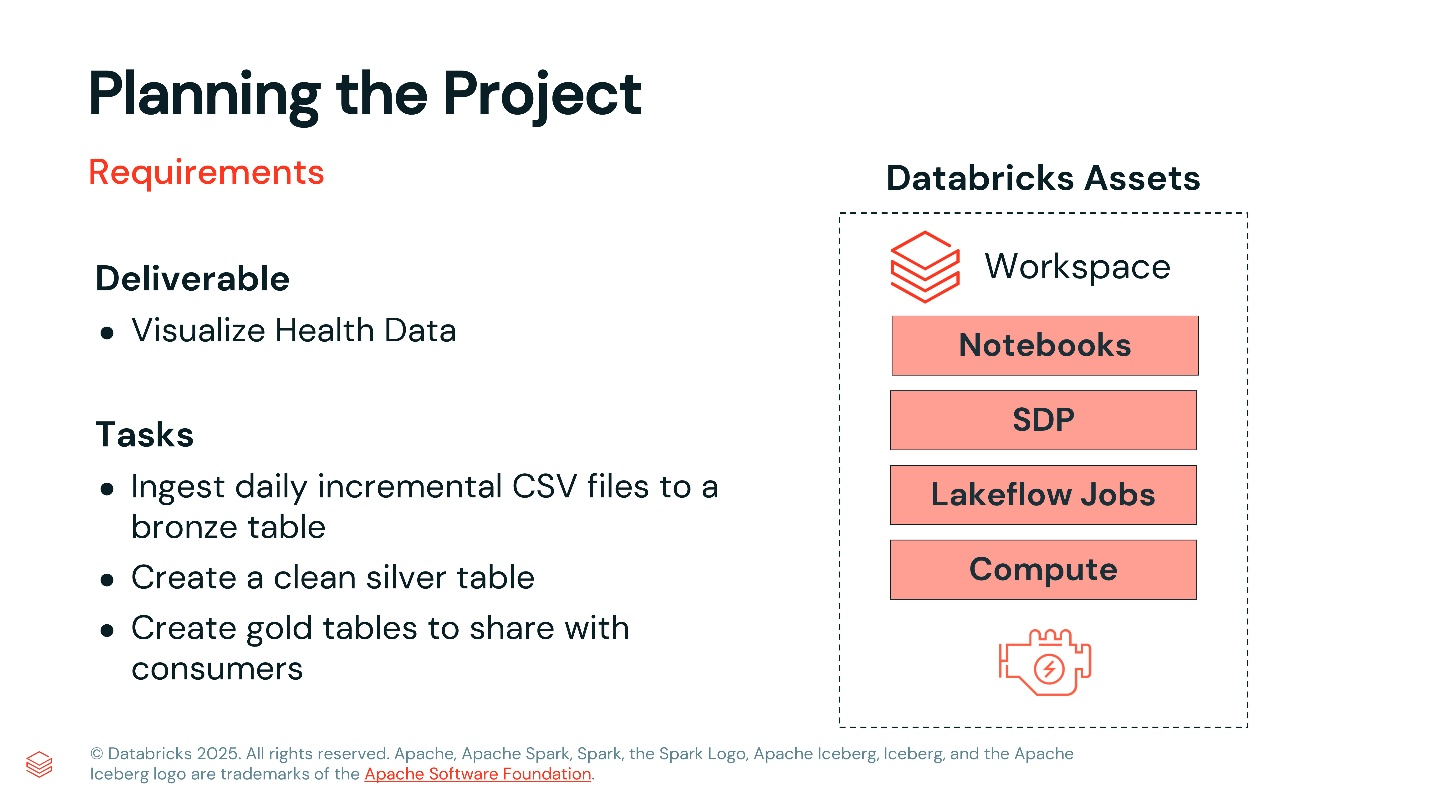 Planning the Project
Requirements
Deliverable
● Visualize Health Data
Tasks
● Ingest daily incremental CSV files to a
bronze table
● Create a clean silver table
● Create gold tables to share with
consumers
Databricks Assets
Workspace
Notebooks
SDP
Lakeflow Jobs
Compute
© Databricks 2025. All rights reserved. Apache, Apache Spark, Spark, the Spark Logo, Apache Iceberg, Iceberg, and the Apache
Iceberg logo are trademarks of the Apache Software Foundation.